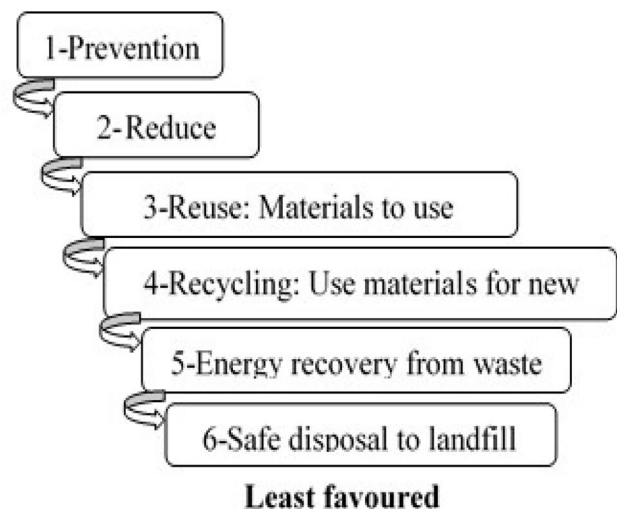 1-Prevention
2-Reduce
3-Reuse: Materials to use
4-Recycling: Use materials for new
5-Energy recovery from waste
6-Safe disposal to landfill
Least favoured